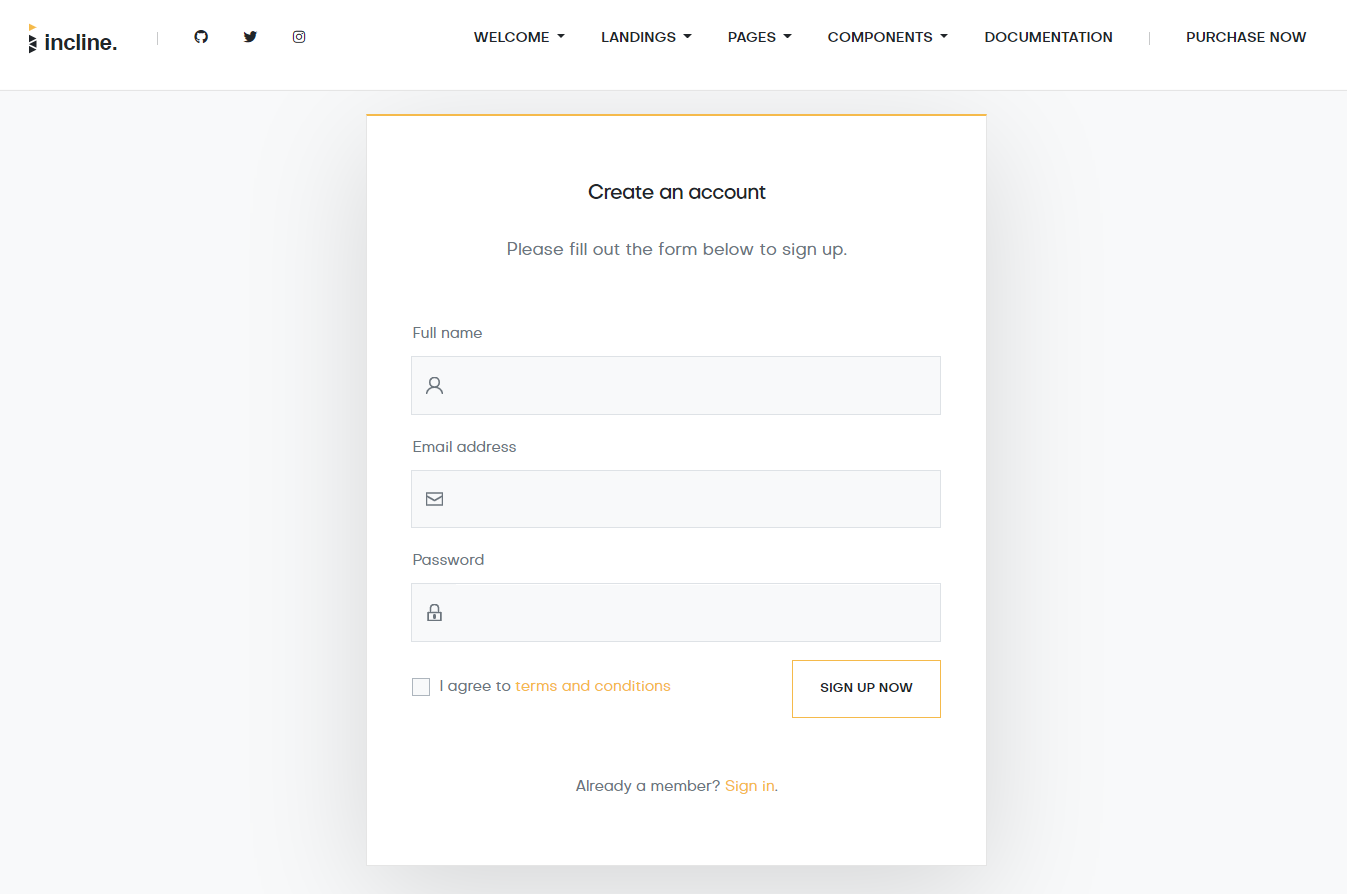 incline.
WELCOME LANDINGS PAGES COMPONENTS DOCUMENTATION PURCHASE NOW
Create an account
Please fill out the form below to sign up.
Full name
Email address
Password
I agree to terms and conditions
SIGN UP NOW
Already a member? Sign in.